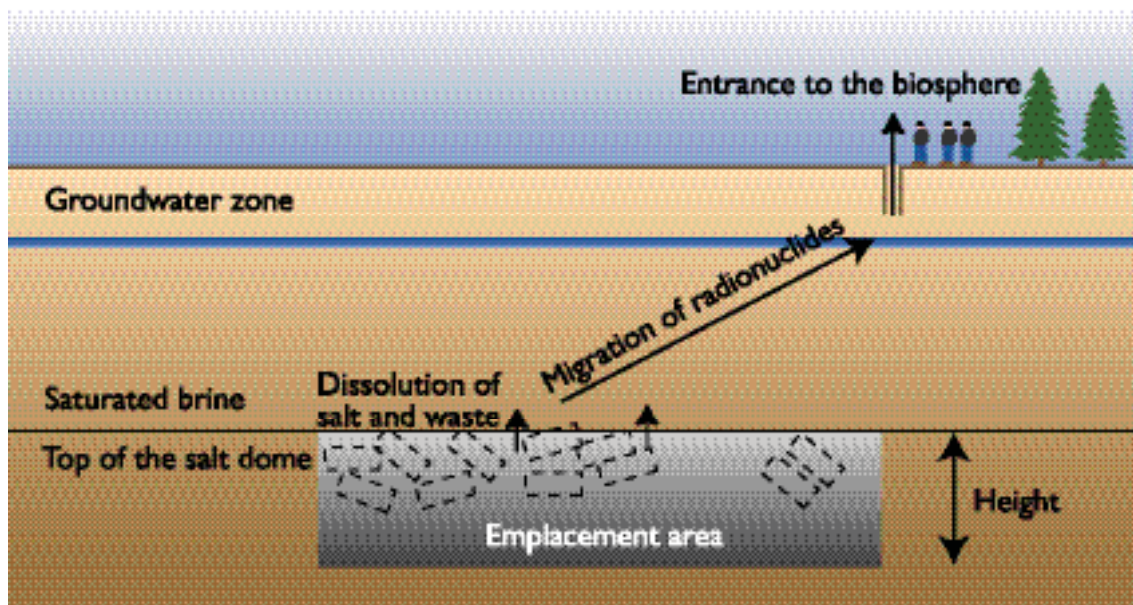 Entrance to the biosphere
Groundwater zone
Migration of radionuclides
Dissolution of
salt and waste
Saturated brine
Top of the salt dome
Height
Emplacement area